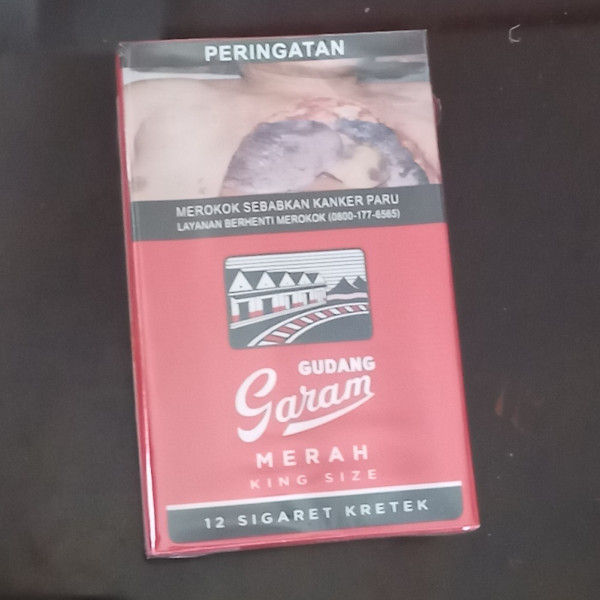 PERINGATAN
MEROKOK SEBABKAN KANKER PARU
LAYANAN BERHENTI MEROKOK (0800-177-6565)
GUDANG
Garam
MERAH
KING SIZE
12 SIGARET KRETEK